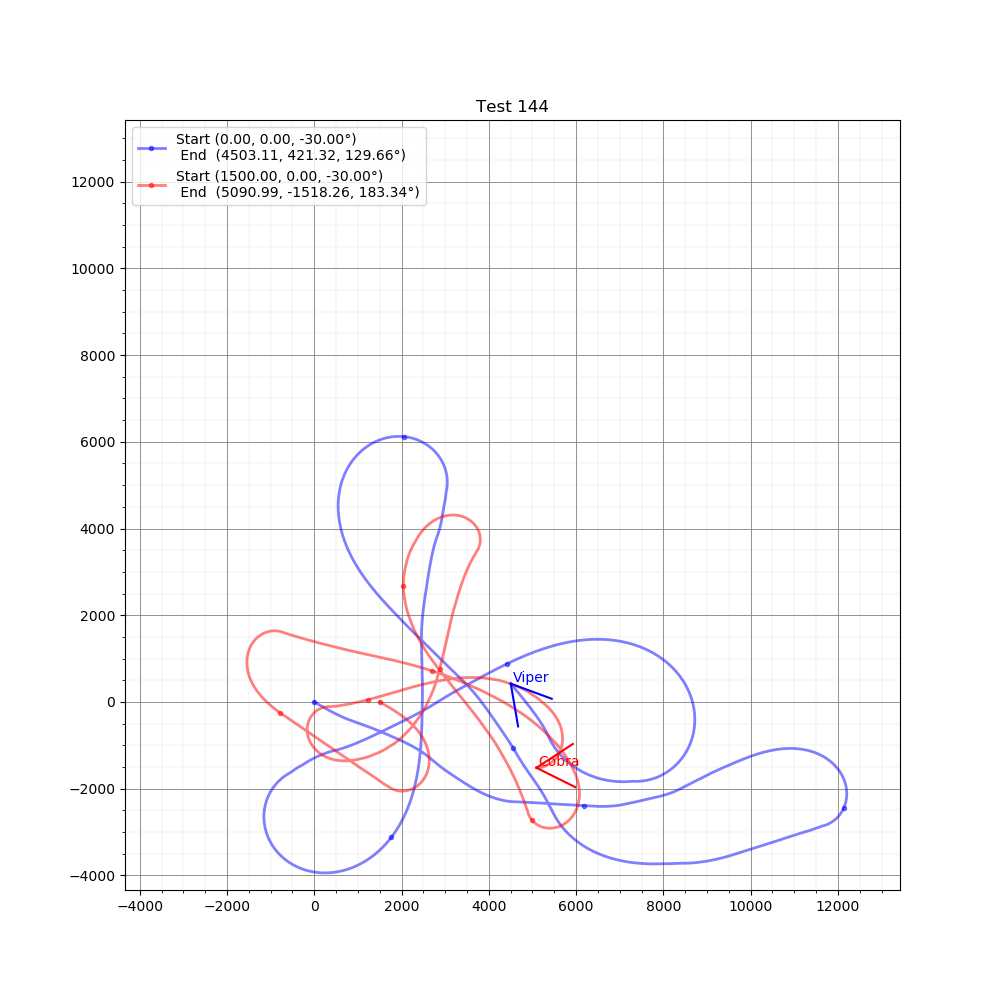 Test 144
Start (0.00, 0.00, -30.00°)
End (4503.11, 421.32, 129.66°)
Start (1500.00, 0.00, -30.00°)
End (5090.99, -1518.26, 183.34°)
12000
10000
8000
6000
4000
2000
0
−2000
−4000
Viper
Cobra
−4000 −2000 0 2000 4000 6000 8000 10000 12000